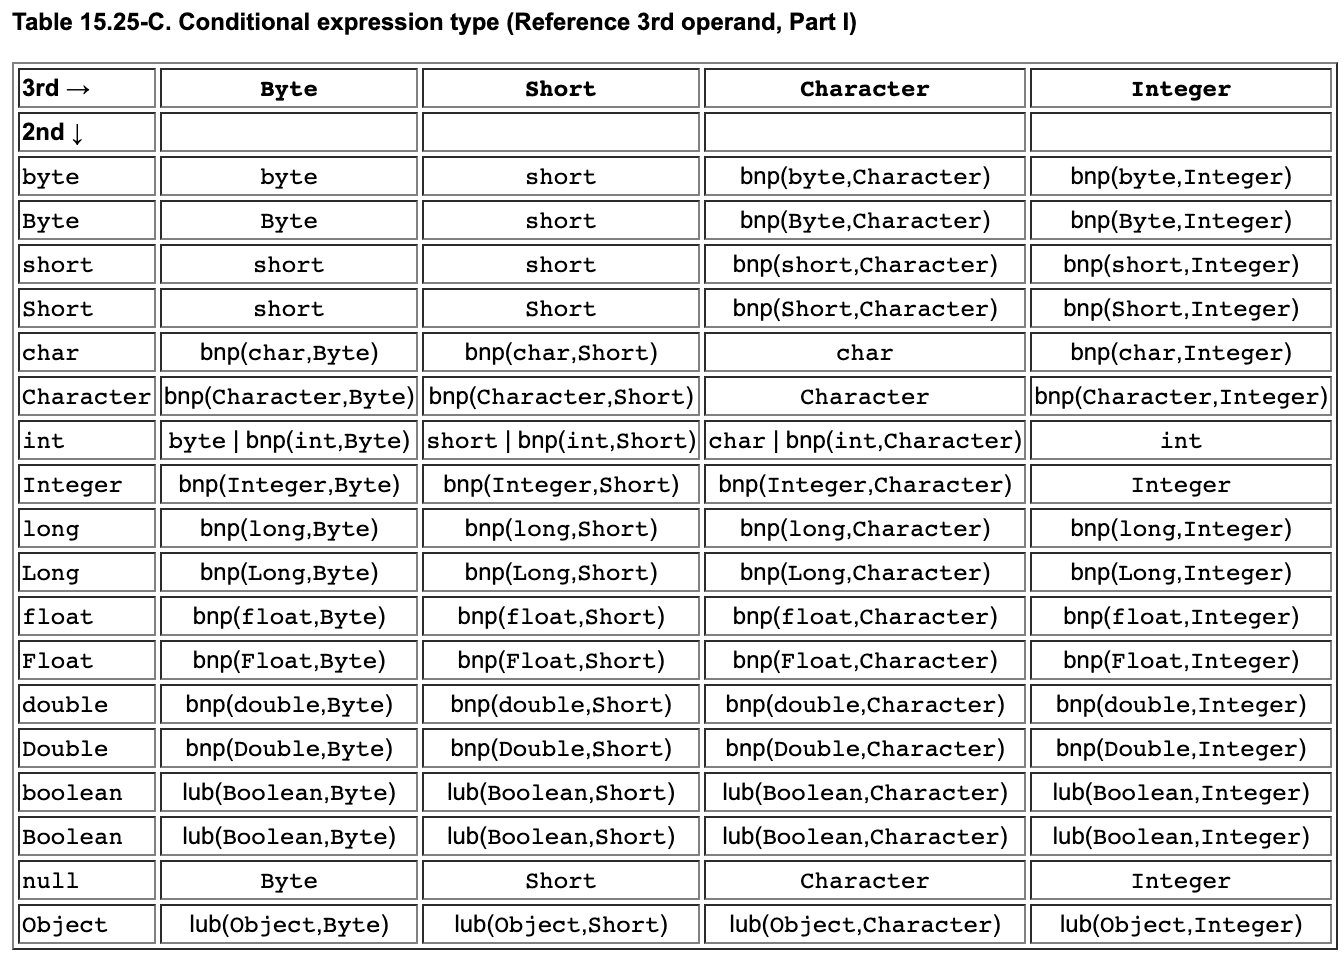 Table 15.25-C. Conditional expression type (Reference 3rd operand, Part I)
3rd → Byte Short Character Integer
2nd ↓
byte byte short bnp(byte,Character) bnp(byte,Integer)
Byte Byte short bnp(Byte,Character) bnp(Byte,Integer)
short short short bnp(short,Character) bnp(short,Integer)
Short short Short bnp(Short,Character) bnp(Short,Integer)
char bnp(char,Byte) bnp(char,Short) char bnp(char,Integer)
Character bnp(Character,Byte) bnp(Character,Short) Character bnp(Character,Integer)
int byte | bnp(int,Byte) short | bnp(int,Short) char | bnp(int,Character) int
Integer bnp(Integer,Byte) bnp(Integer,Short) bnp(Integer,Character) Integer
long bnp(long,Byte) bnp(long,Short) bnp(long,Character) bnp(long,Integer)
Long bnp(Long,Byte) bnp(Long,Short) bnp(Long,Character) bnp(Long,Integer)
float bnp(float,Byte) bnp(float,Short) bnp(float,Character) bnp(float,Integer)
Float bnp(Float,Byte) bnp(Float,Short) bnp(Float,Character) bnp(Float,Integer)
double bnp(double,Byte) bnp(double,Short) bnp(double,Character) bnp(double,Integer)
Double bnp(Double,Byte) bnp(Double,Short) bnp(Double,Character) bnp(Double,Integer)
boolean lub(Boolean,Byte) lub(Boolean,Short) lub(Boolean,Character) lub(Boolean,Integer)
Boolean lub(Boolean,Byte) lub(Boolean,Short) lub(Boolean,Character) lub(Boolean,Integer)
null Byte Short Character Integer
Object lub(Object,Byte) lub(Object,Short) lub(Object,Character) lub(Object,Integer)